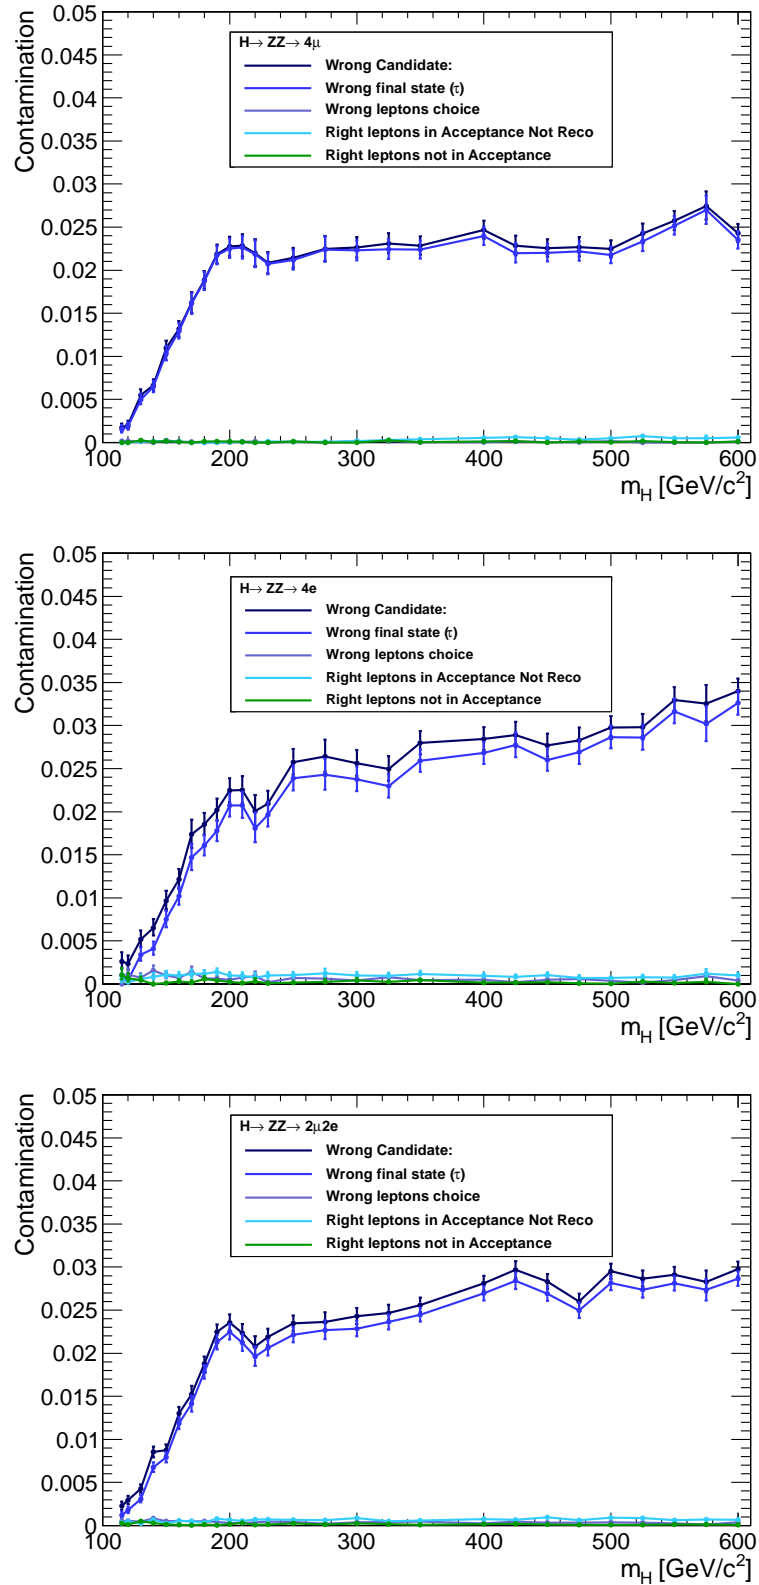 Contamination
0.05
0.045
0.04
0.035
0.03
0.025
0.02
0.015
0.01
0.005
0
H→ ZZ→ 4μ
Wrong Candidate:
Wrong final state (τ)
Wrong leptons choice
Right leptons in Acceptance Not Reco
Right leptons not in Acceptance
100 200 300 400 500 600
m_H [GeV/c²]
Contamination
0.05
0.045
0.04
0.035
0.03
0.025
0.02
0.015
0.01
0.005
0
H→ ZZ→ 4e
Wrong Candidate:
Wrong final state (τ)
Wrong leptons choice
Right leptons in Acceptance Not Reco
Right leptons not in Acceptance
100 200 300 400 500 600
m_H [GeV/c²]
Contamination
0.05
0.045
0.04
0.035
0.03
0.025
0.02
0.015
0.01
0.005
0
H→ ZZ→ 2μ2e
Wrong Candidate:
Wrong final state (τ)
Wrong leptons choice
Right leptons in Acceptance Not Reco
Right leptons not in Acceptance
100 200 300 400 500 600
m_H [GeV/c²]